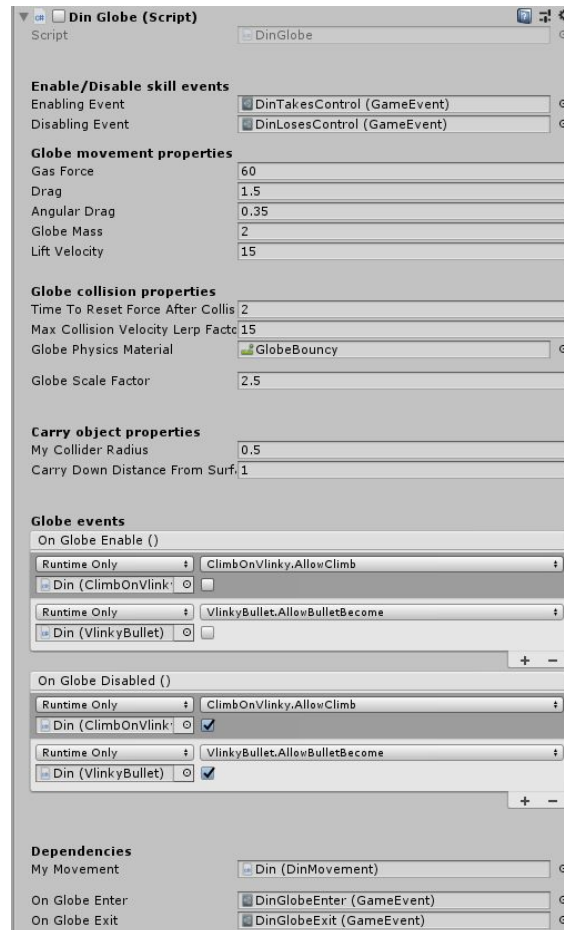 Din Globe (Script)
Script DinGlobe
Enable/Disable skill events
Enabling Event DinTakesControl (GameEvent)
Disabling Event DinLosesControl (GameEvent)
Globe movement properties
Gas Force 60
Drag 1.5
Angular Drag 0.35
Globe Mass 2
Lift Velocity 15
Globe collision properties
Time To Reset Force After Collis 2
Max Collision Velocity Lerp Facto 15
Globe Physics Material GlobeBouncy
Globe Scale Factor 2.5
Carry object properties
My Collider Radius 0.5
Carry Down Distance From Surf 1
Globe events
On Globe Enable ()
Runtime Only ClimbOnVlinky.AllowClimb
Din (ClimbOnVlink
Runtime Only VlinkyBullet.AllowBulletBecome
Din (VlinkyBullet)
+ −
On Globe Disabled ()
Runtime Only ClimbOnVlinky.AllowClimb
Din (ClimbOnVlink
Runtime Only VlinkyBullet.AllowBulletBecome
Din (VlinkyBullet)
+ −
Dependencies
My Movement Din (DinMovement)
On Globe Enter DinGlobeEnter (GameEvent)
On Globe Exit DinGlobeExit (GameEvent)